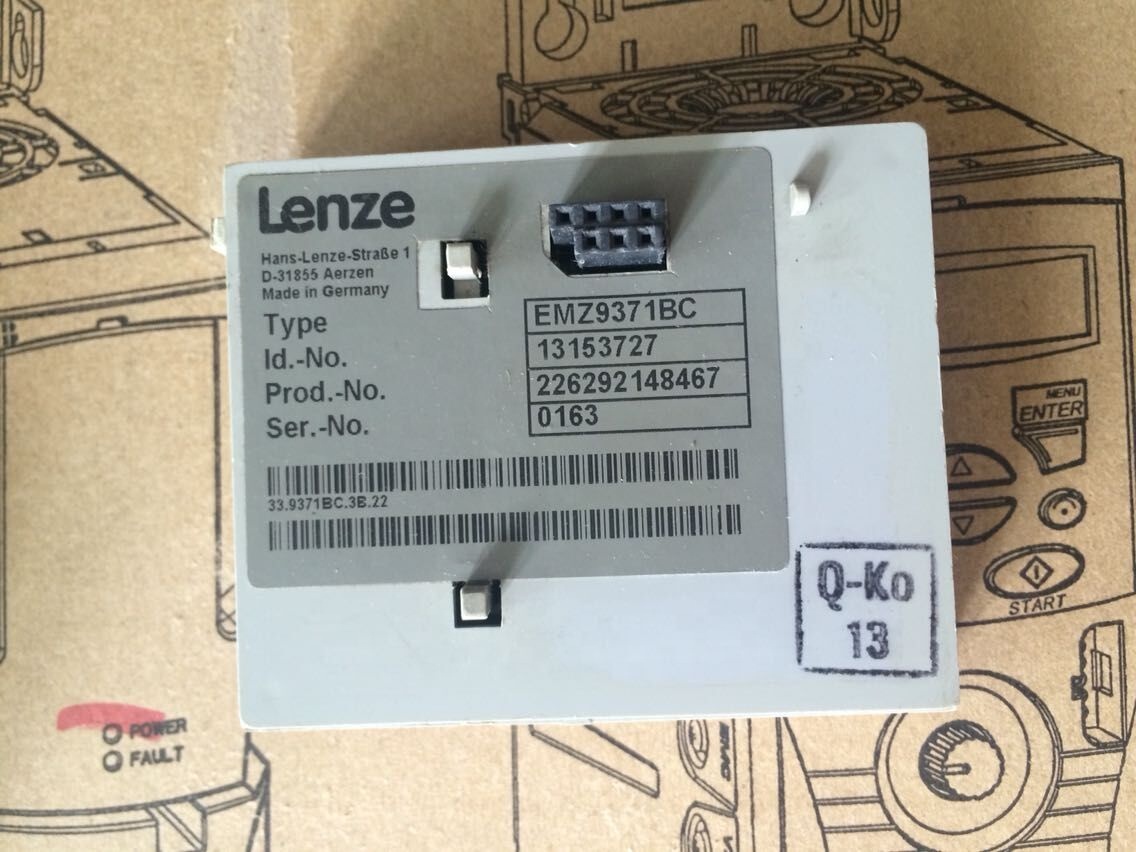 Lenze
Hans-Lenze-Straße 1
D-31855 Aerzen
Made in Germany
Type EMZ9371BC
Id.-No. 13153727
Prod.-No. 226292148467
Ser.-No. 0163
33.9371BC.3B.22
Q-Ko
13
MENU
ENTER
START
POWER
FAULT